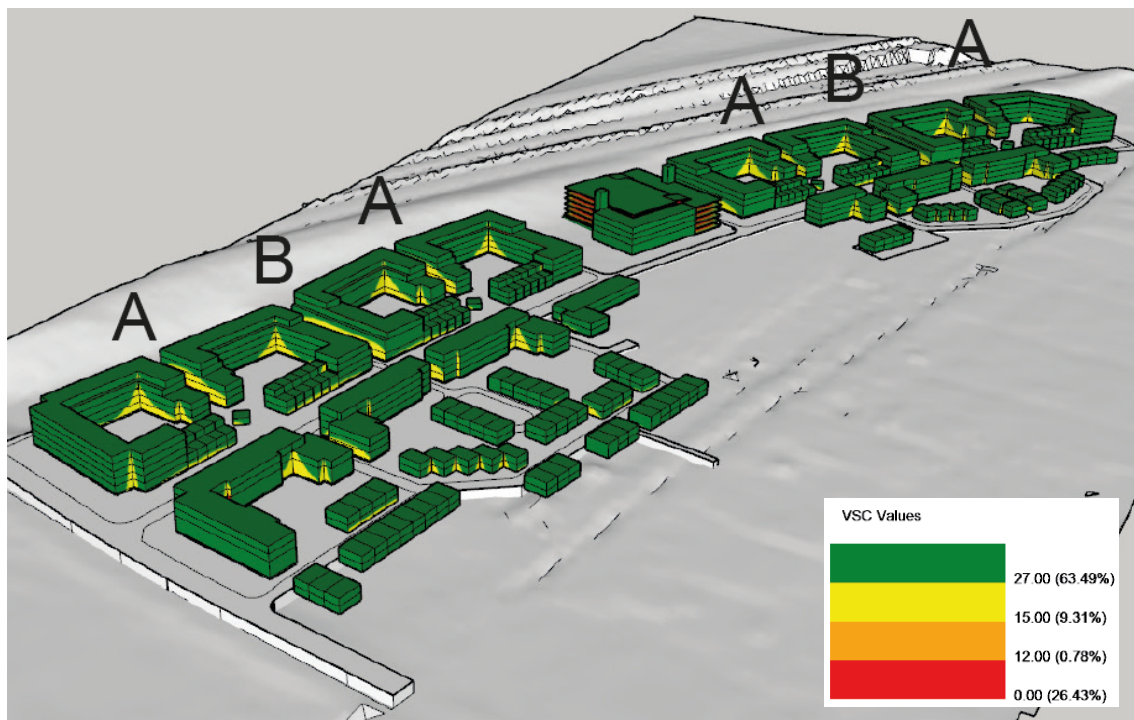 A
B
A
A
B
A
VSC Values
27.00 (63.49%)
15.00 (9.31%)
12.00 (0.78%)
0.00 (26.43%)